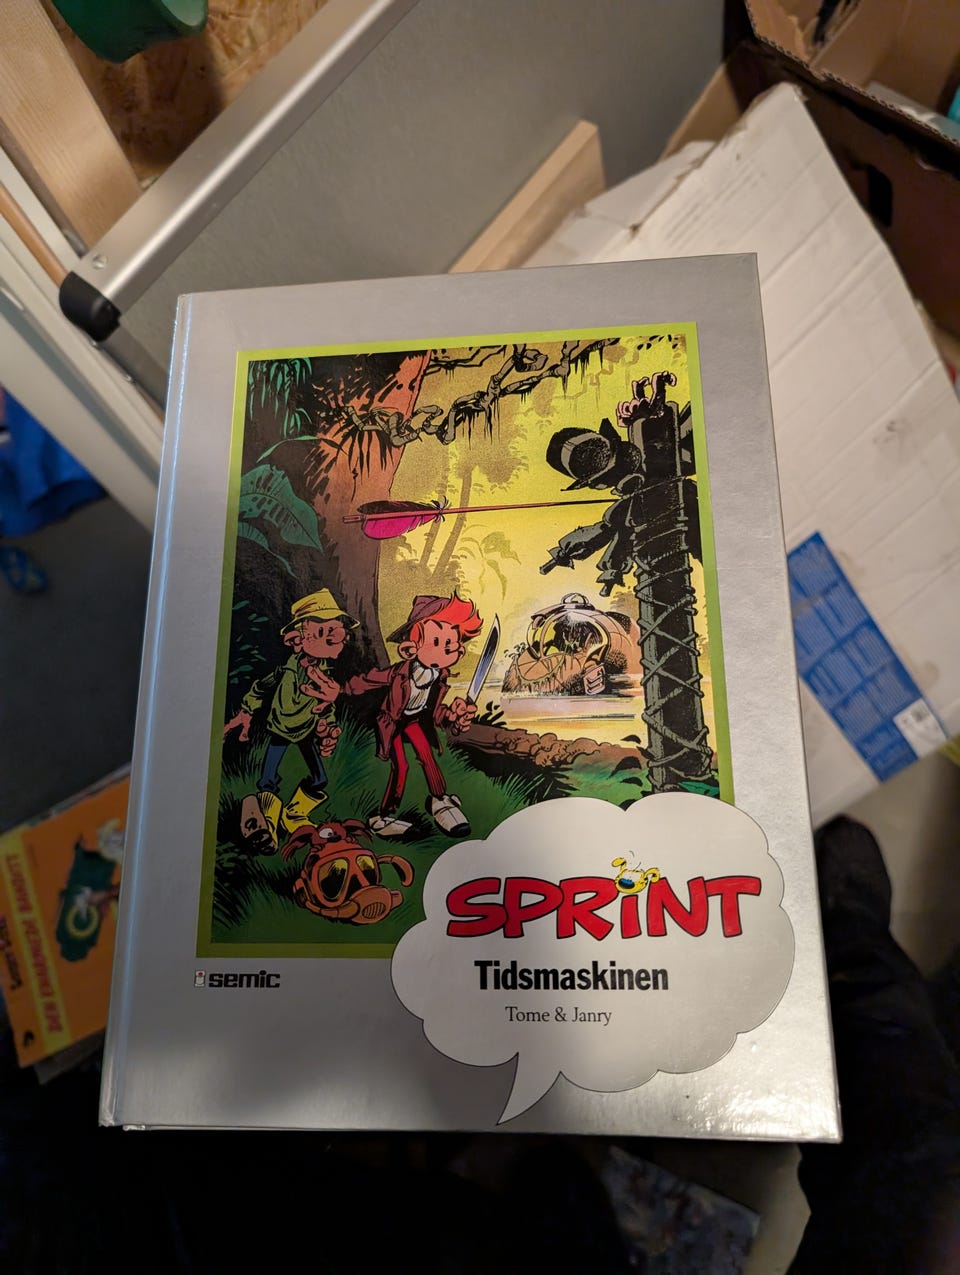 SPRiNT
Tidsmaskinen
Tome & Janry
semic